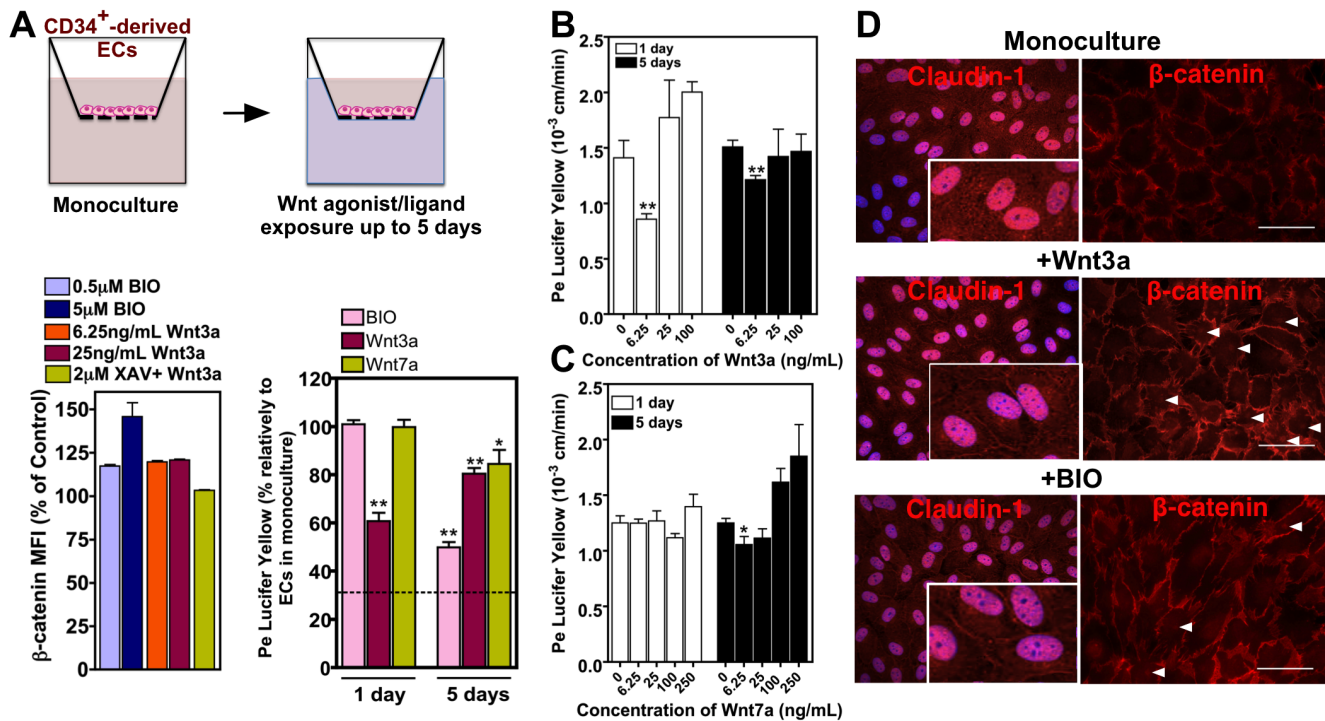 A
CD34+-derived
ECs
Monoculture
Wnt agonist/ligand
exposure up to 5 days
0.5μM BIO
5μM BIO
6.25ng/mL Wnt3a
25ng/mL Wnt3a
2μM XAV+ Wnt3a
β-catenin MFI (% of Control)
150
125
100
75
50
25
0
BIO
Wnt3a
Wnt7a
Pe Lucifer Yellow (% relatively to
ECs in monoculture)
120
100
80
60
40
20
0
**
**
**
*
1 day
5 days
B
Pe Lucifer Yellow (10-3 cm/min)
2.5
2.0
1.5
1.0
0.5
0.0
1 day
5 days
**
**
0 6.25 25 100 0 6.25 25 100
Concentration of Wnt3a (ng/mL)
C
Pe Lucifer Yellow (10-3 cm/min)
2.5
2.0
1.5
1.0
0.5
0.0
1 day
5 days
*
0 6.25 25 100 250 0 6.25 25 100 250
Concentration of Wnt7a (ng/mL)
D
Monoculture
Claudin-1 β-catenin
+Wnt3a
Claudin-1 β-catenin
+BIO
Claudin-1 β-catenin